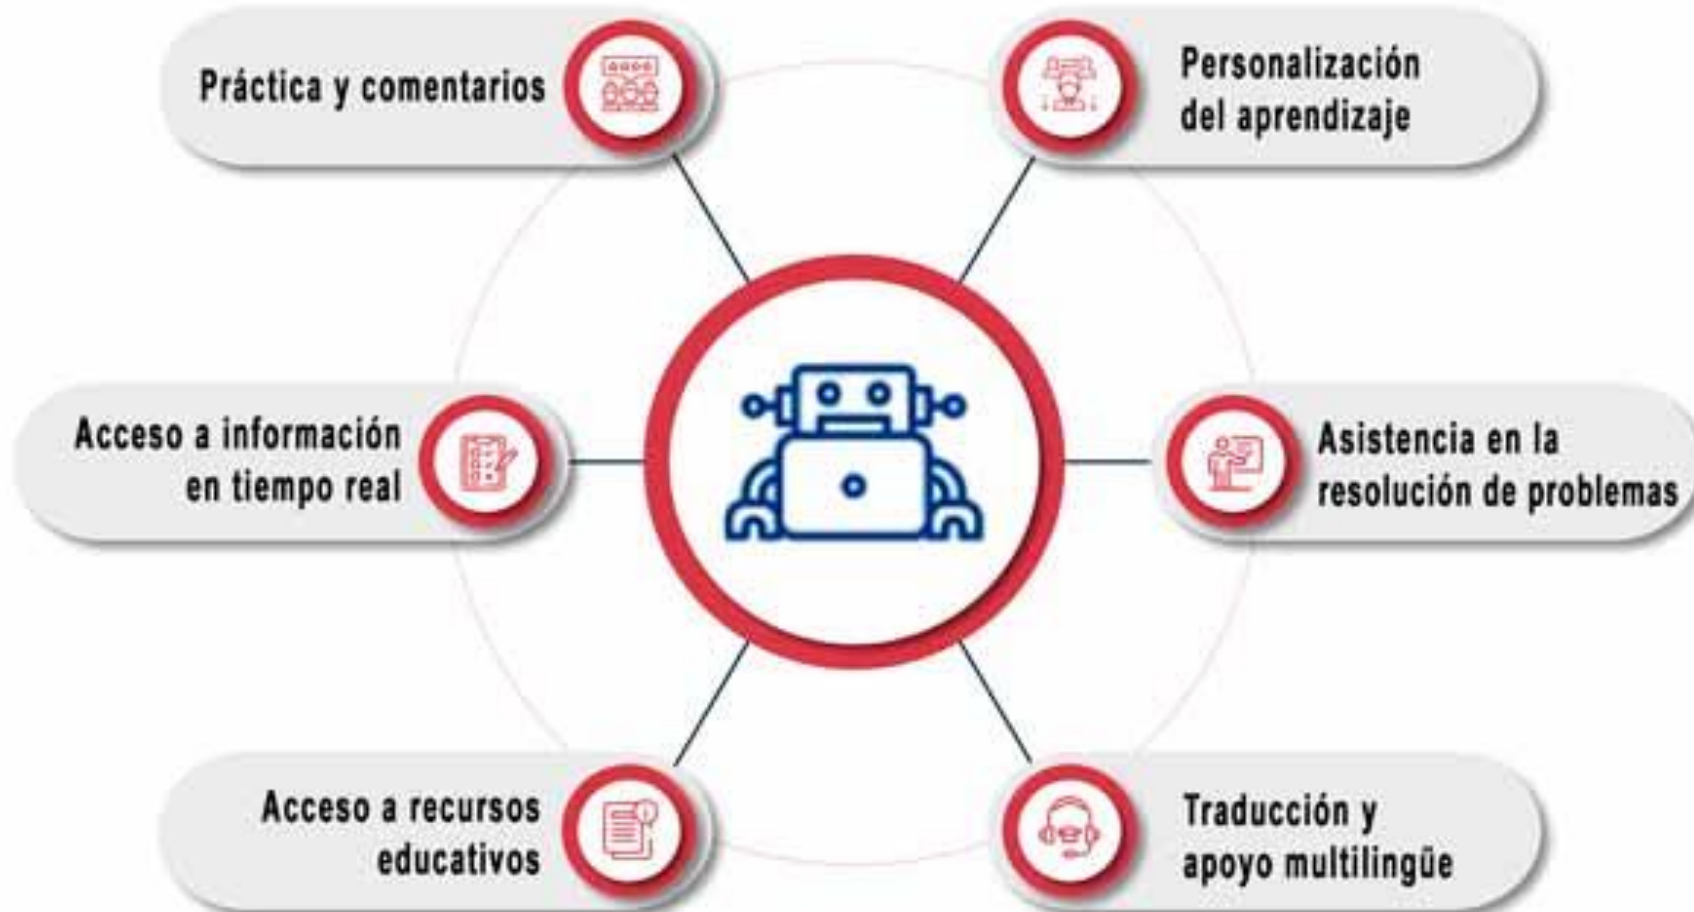 Práctica y comentarios
Personalización
del aprendizaje
Acceso a información
en tiempo real
Asistencia en la
resolución de problemas
Acceso a recursos
educativos
Traducción y
apoyo multilingüe